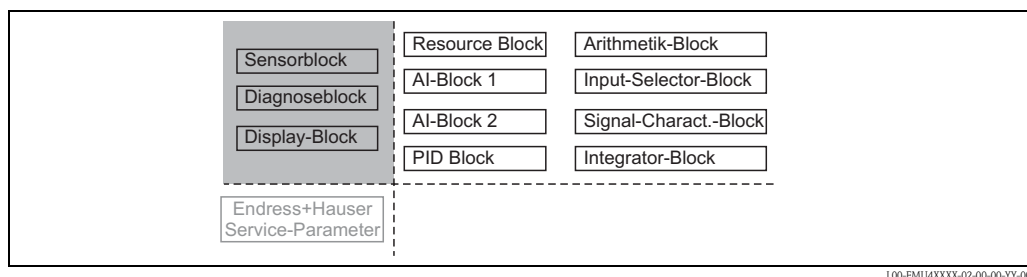 Sensorblock
Diagnoseblock
Display-Block
Resource Block
AI-Block 1
AI-Block 2
PID Block
Arithmetik-Block
Input-Selector-Block
Signal-Charact.-Block
Integrator-Block
Endress+Hauser
Service-Parameter